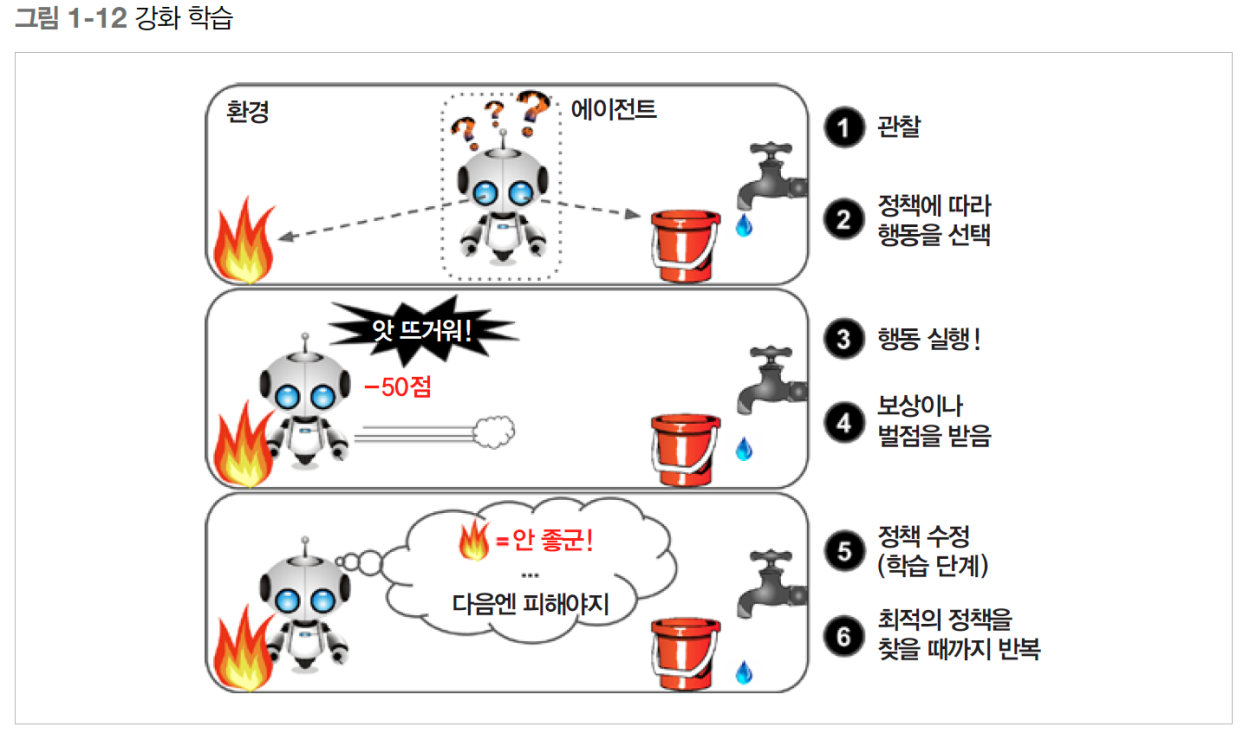 그림 1-12 강화 학습
환경
에이전트
? ? ?
1 관찰
2 정책에 따라
행동을 선택
앗 뜨거워!
-50점
3 행동 실행!
4 보상이나
벌점을 받음
=안 좋군!
...
다음엔 피해야지
5 정책 수정
(학습 단계)
6 최적의 정책을
찾을 때까지 반복